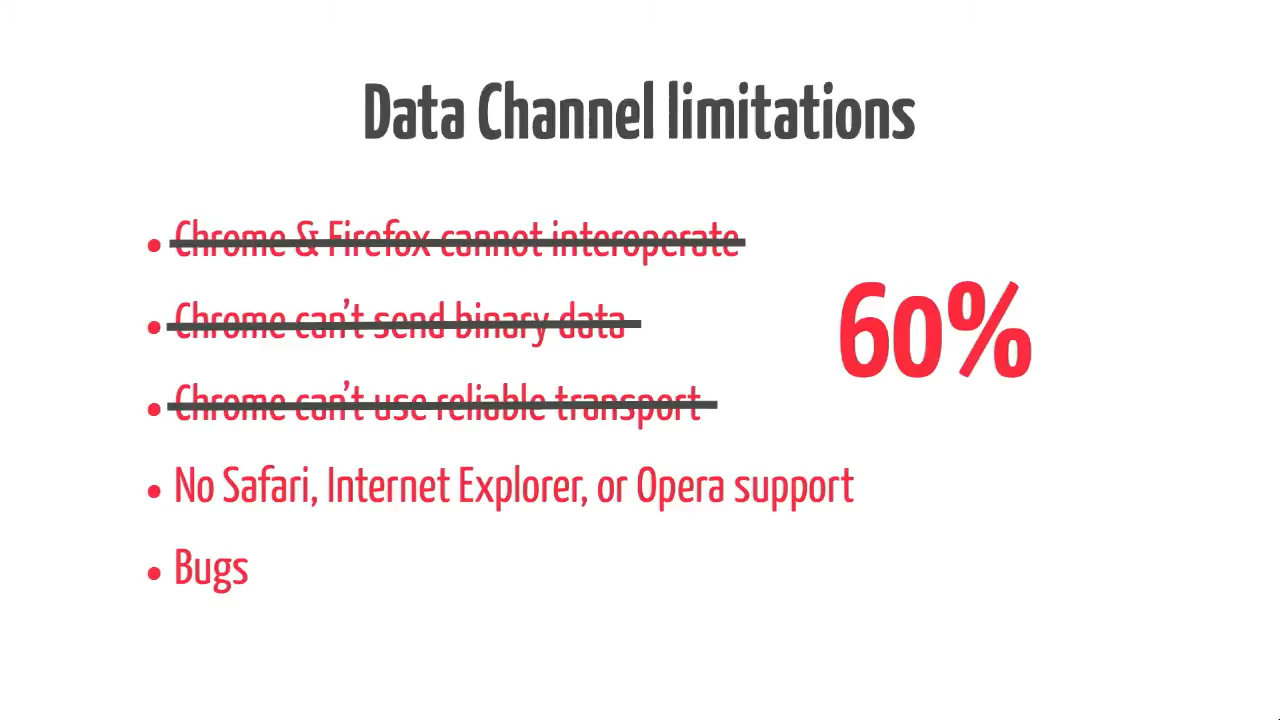 Data Channel limitations
• Chrome & Firefox cannot interoperate
• Chrome can't send binary data
60%
• Chrome can't use reliable transport
• No Safari, Internet Explorer, or Opera support
• Bugs